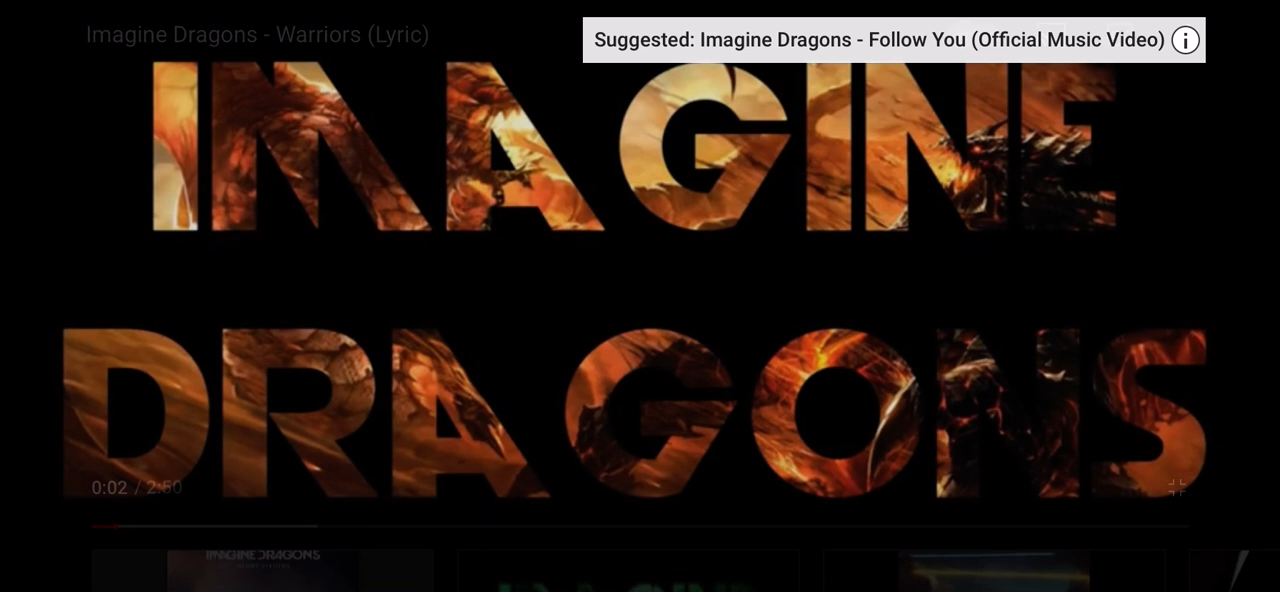 Imagine Dragons - Warriors (Lyric)
Suggested: Imagine Dragons - Follow You (Official Music Video)
IMAGINE
DRAGONS
0:02 / 2:50
IMAGINE DRAGONS
IMAGINE